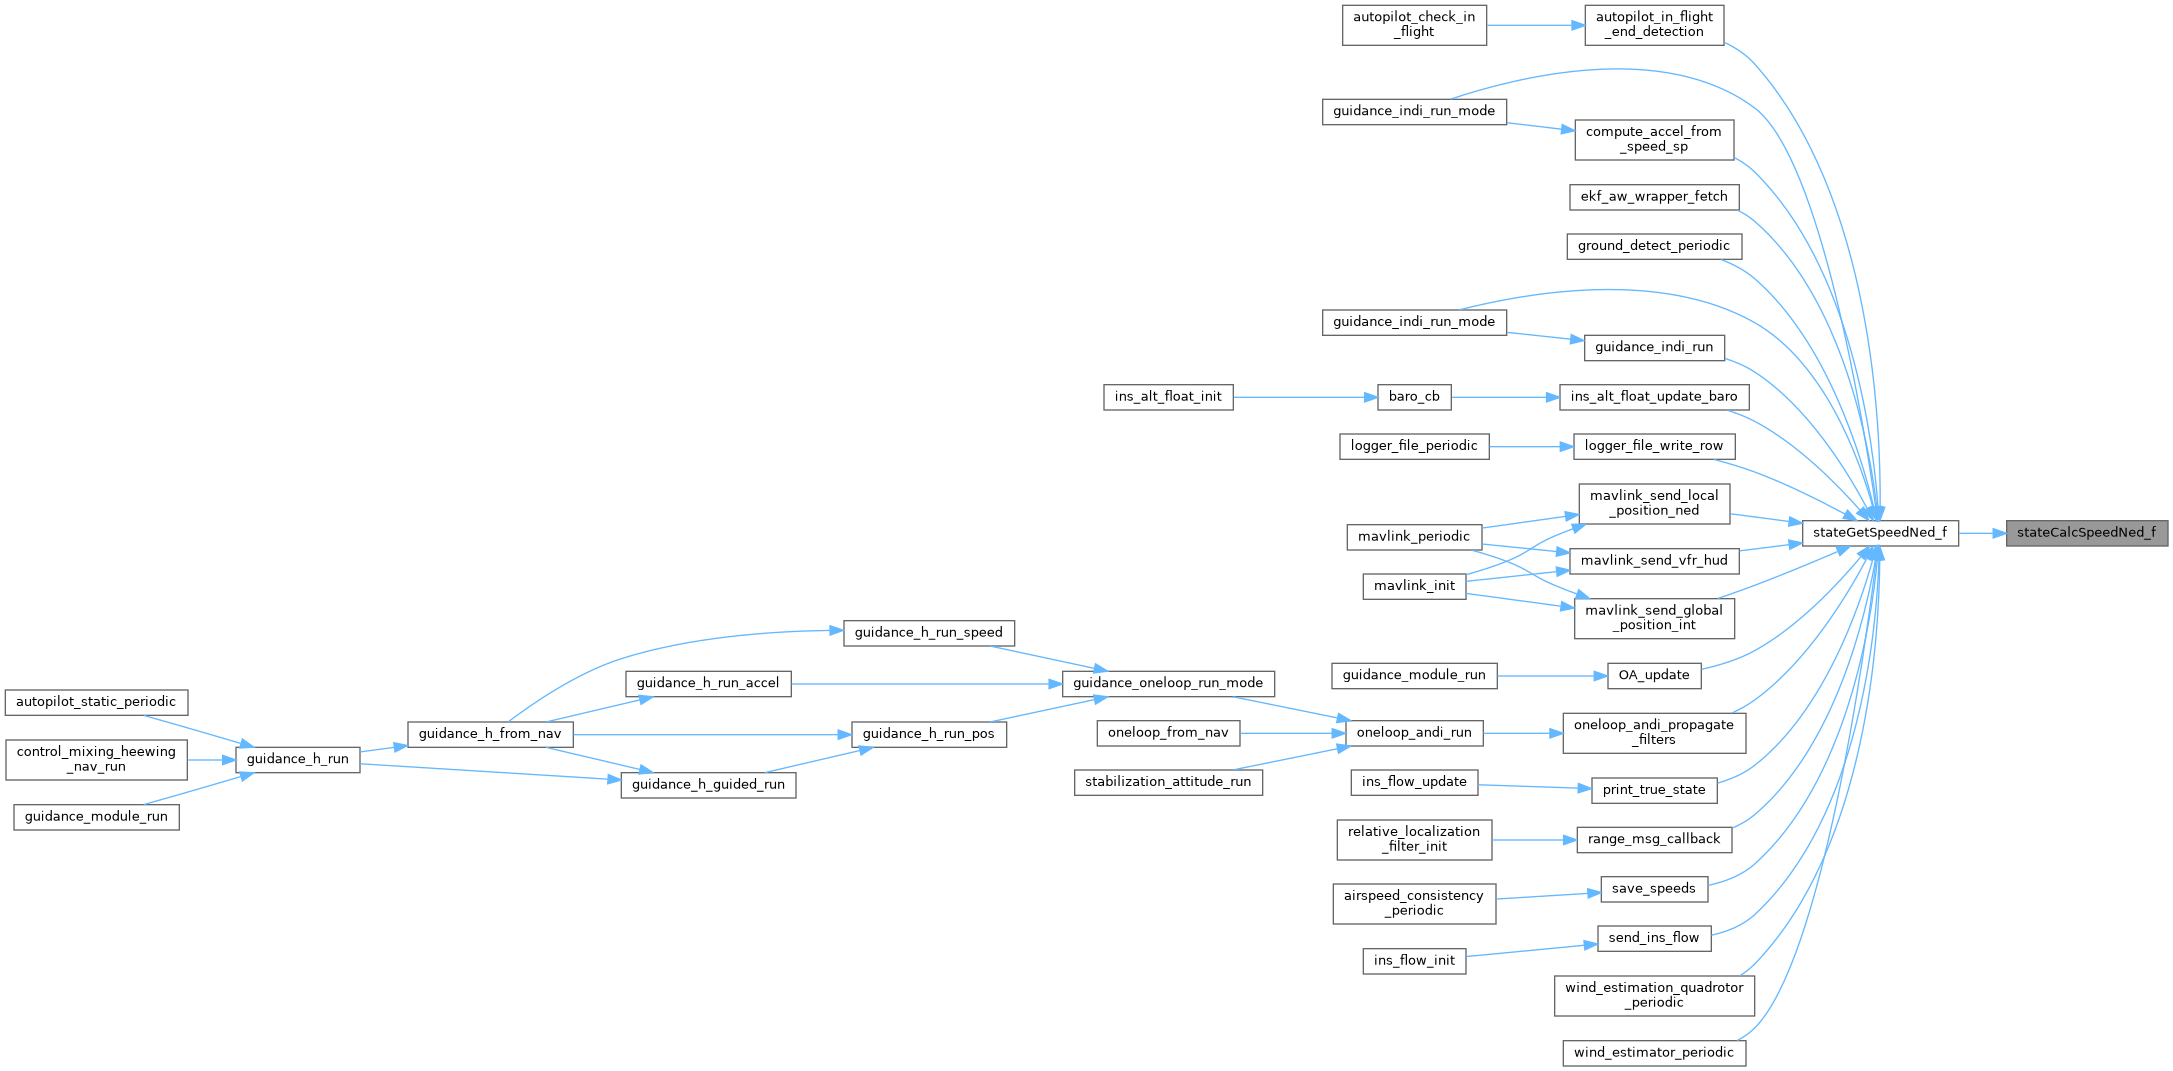 autopilot_check_in
_flight
autopilot_in_flight
_end_detection
guidance_indi_run_mode
compute_accel_from
_speed_sp
ekf_aw_wrapper_fetch
ground_detect_periodic
guidance_indi_run_mode
guidance_indi_run
ins_alt_float_init
baro_cb
ins_alt_float_update_baro
logger_file_periodic
logger_file_write_row
mavlink_send_local
_position_ned
mavlink_periodic
stateGetSpeedNed_f
stateCalcSpeedNed_f
mavlink_send_vfr_hud
mavlink_init
mavlink_send_global
_position_int
guidance_h_run_speed
guidance_module_run
OA_update
guidance_h_run_accel
guidance_oneloop_run_mode
autopilot_static_periodic
guidance_h_from_nav
guidance_h_run_pos
oneloop_from_nav
oneloop_andi_run
oneloop_andi_propagate
_filters
control_mixing_heewing
_nav_run
guidance_h_run
guidance_h_guided_run
stabilization_attitude_run
ins_flow_update
print_true_state
guidance_module_run
relative_localization
_filter_init
range_msg_callback
airspeed_consistency
_periodic
save_speeds
send_ins_flow
ins_flow_init
wind_estimation_quadrotor
_periodic
wind_estimator_periodic